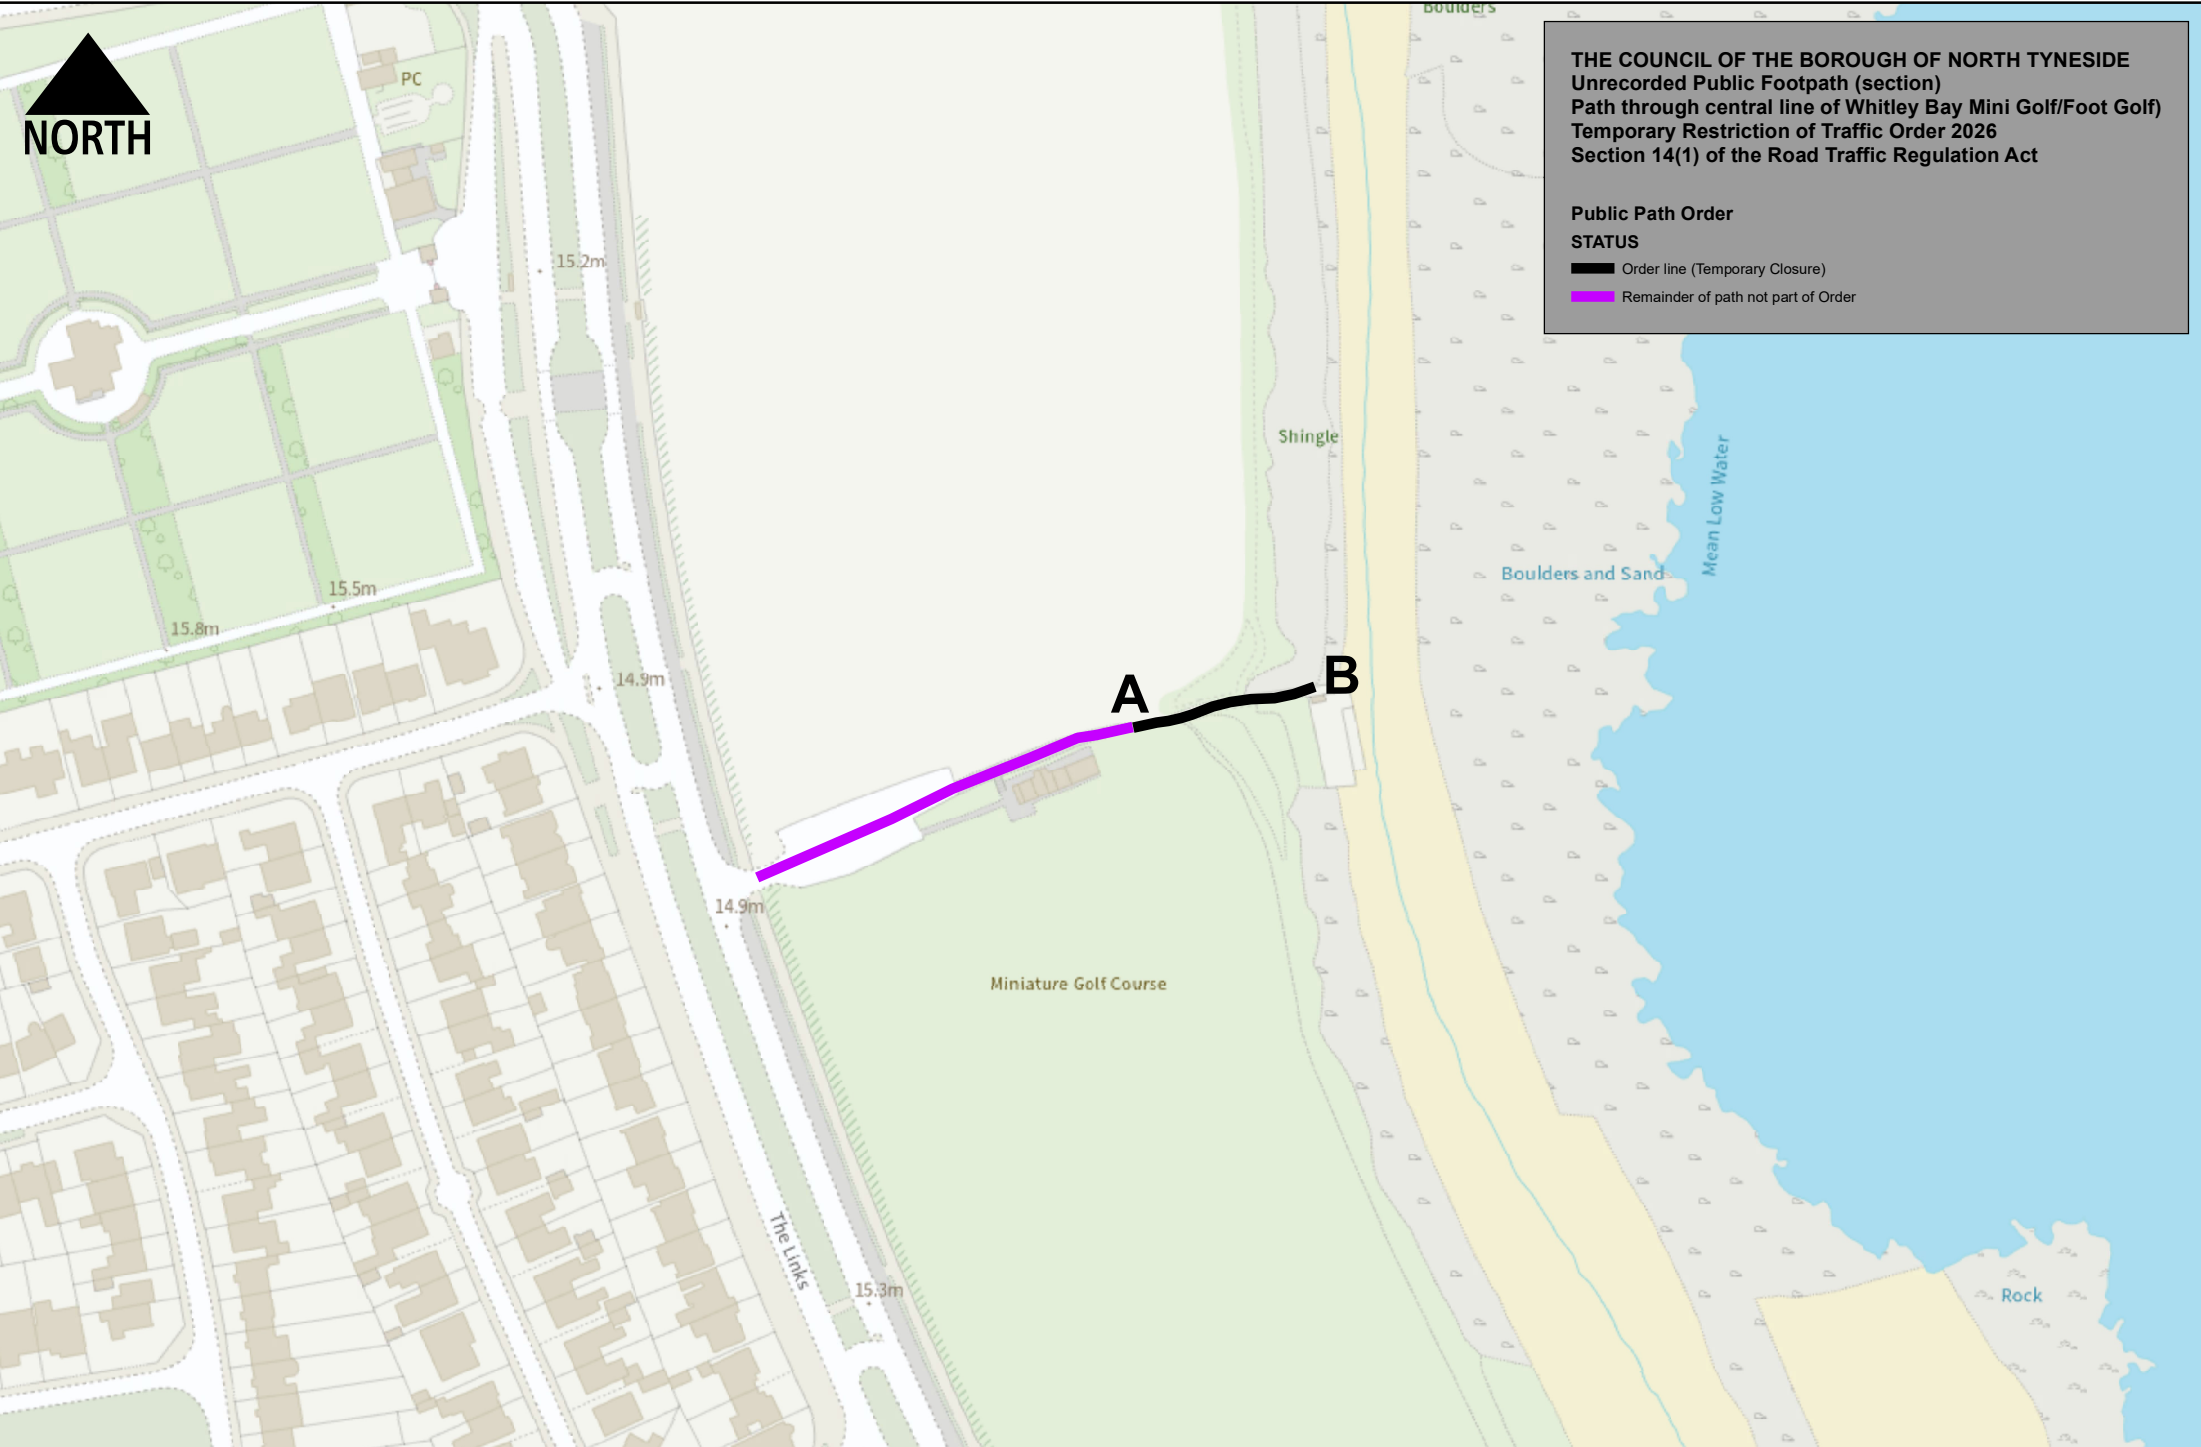 Boulders
THE COUNCIL OF THE BOROUGH OF NORTH TYNESIDE
Unrecorded Public Footpath (section)
Path through central line of Whitley Bay Mini Golf/Foot Golf)
Temporary Restriction of Traffic Order 2026
Section 14(1) of the Road Traffic Regulation Act
Public Path Order
STATUS
Order line (Temporary Closure)
Remainder of path not part of Order
NORTH
PC
15.2m
Shingle
Mean Low Water
Boulders and Sand
15.5m
15.8m
14.9m
A
B
14.9m
Miniature Golf Course
The Links
15.3m
Rock